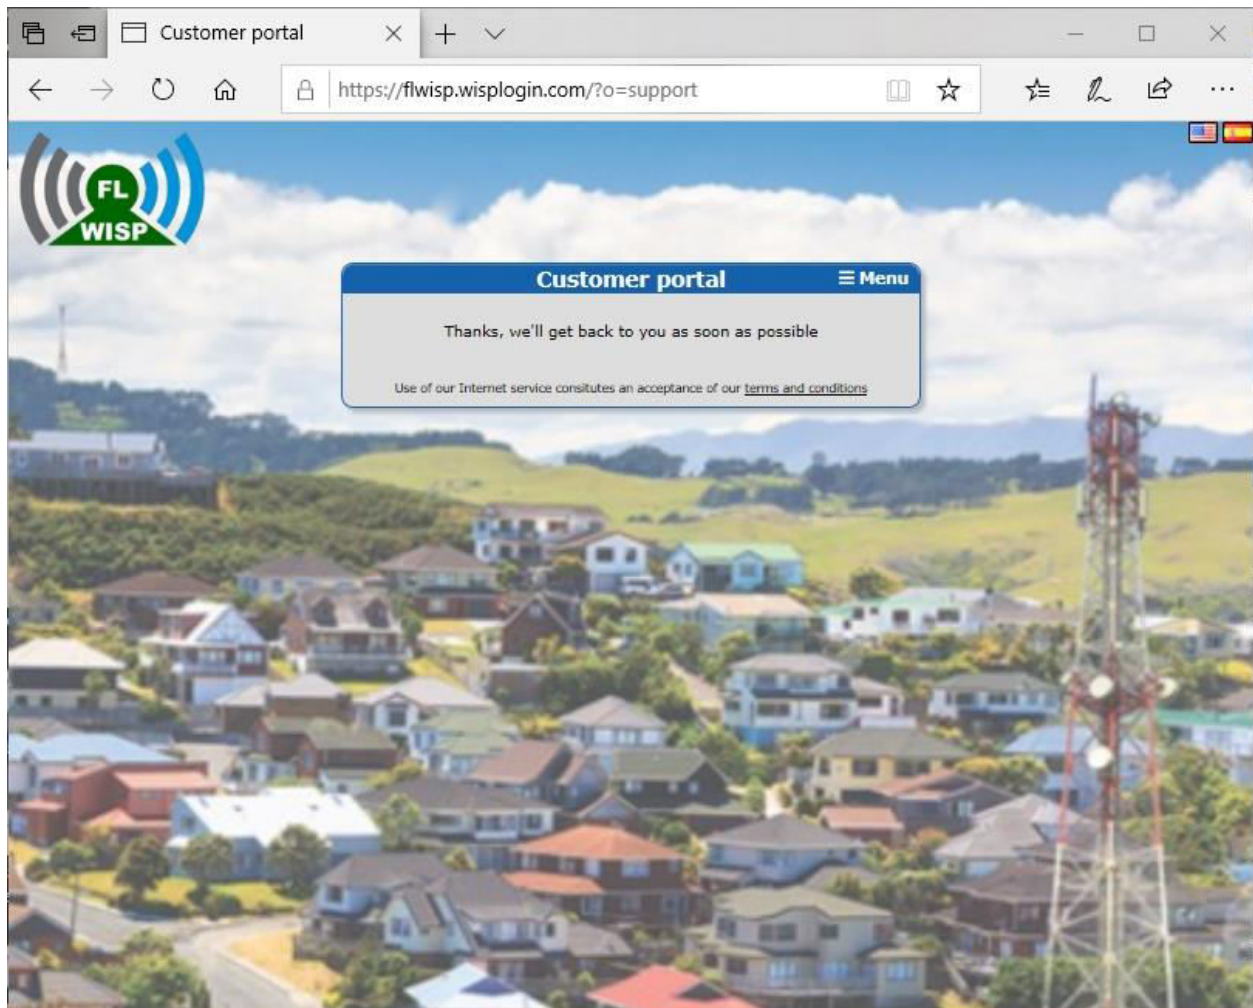 Customer portal
https://flwisp.wisplogin.com/?o=support
FL
WISP
Customer portal
Menu
Thanks, we'll get back to you as soon as possible
Use of our Internet service consitutes an acceptance of our terms and conditions